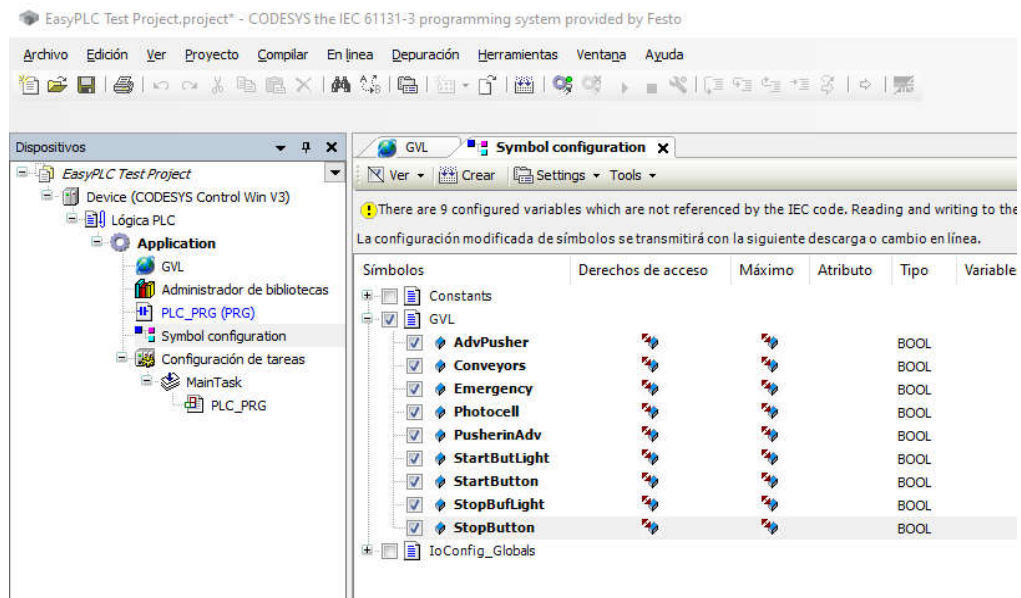 EasyPLC Test Project.project* - CODESYS the IEC 61131-3 programming system provided by Festo
Archivo Edición Ver Proyecto Compilar En línea Depuración Herramientas Ventana Ayuda
Dispositivos
GVL Symbol configuration
EasyPLC Test Project
Ver Crear Settings Tools
Device (CODESYS Control Win V3)
There are 9 configured variables which are not referenced by the IEC code. Reading and writing to the
Lógica PLC
La configuración modificada de símbolos se transmitirá con la siguiente descarga o cambio en línea.
Application
Símbolos Derechos de acceso Máximo Atributo Tipo Variables
GVL
Constants
Administrador de bibliotecas
GVL
PLC_PRG (PRG)
AdvPusher BOOL
Symbol configuration
Conveyors BOOL
Configuración de tareas
Emergency BOOL
MainTask
Photocell BOOL
PLC_PRG
PusherinAdv BOOL
StartButLight BOOL
StartButton BOOL
StopBufLight BOOL
StopButton BOOL
IoConfig_Globals